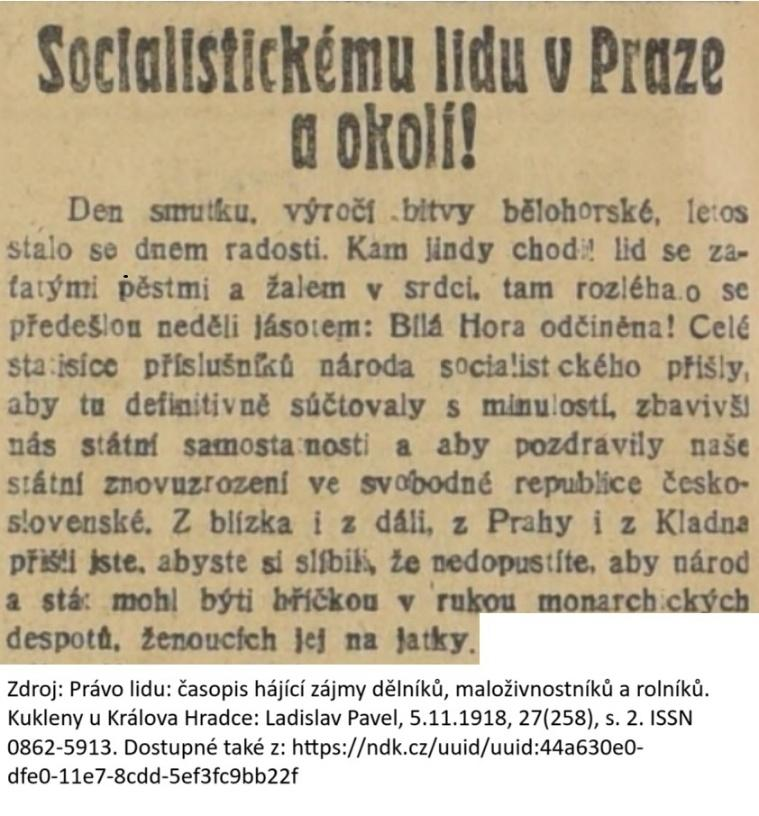 Socialistickému lidu v Praze
a okolí!
Den smutku, výročí bitvy bělohorské, letos
stalo se dnem radosti. Kam jindy chodil lid se za-
ťatými pěstmi a žalem v srdci, tam rozléhalo se
předešlou neděli jásotem: Bílá Hora odčiněna! Celé
statisíce příslušníků národa socialistického přišly,
aby tu definitivně súčtovaly s minulostí, zbavivší
nás státní samostatnosti a aby pozdravily naše
státní znovuzrození ve svobodné republice česko-
slovenské. Z blízka i z dáli, z Prahy i z Kladna
přišli jste, abyste si slíbili, že nedopustíte, aby národ
a stát mohl býti hříčkou v rukou monarchických
despotů, ženoucích jej na jatky.
Zdroj: Právo lidu: časopis hájící zájmy dělníků, maloživnostníků a rolníků.
Kukleny u Králova Hradce: Ladislav Pavel, 5.11.1918, 27(258), s. 2. ISSN
0862-5913. Dostupné také z: https://ndk.cz/uuid/uuid:44a630e0-
dfe0-11e7-8cdd-5ef3fc9bb22f